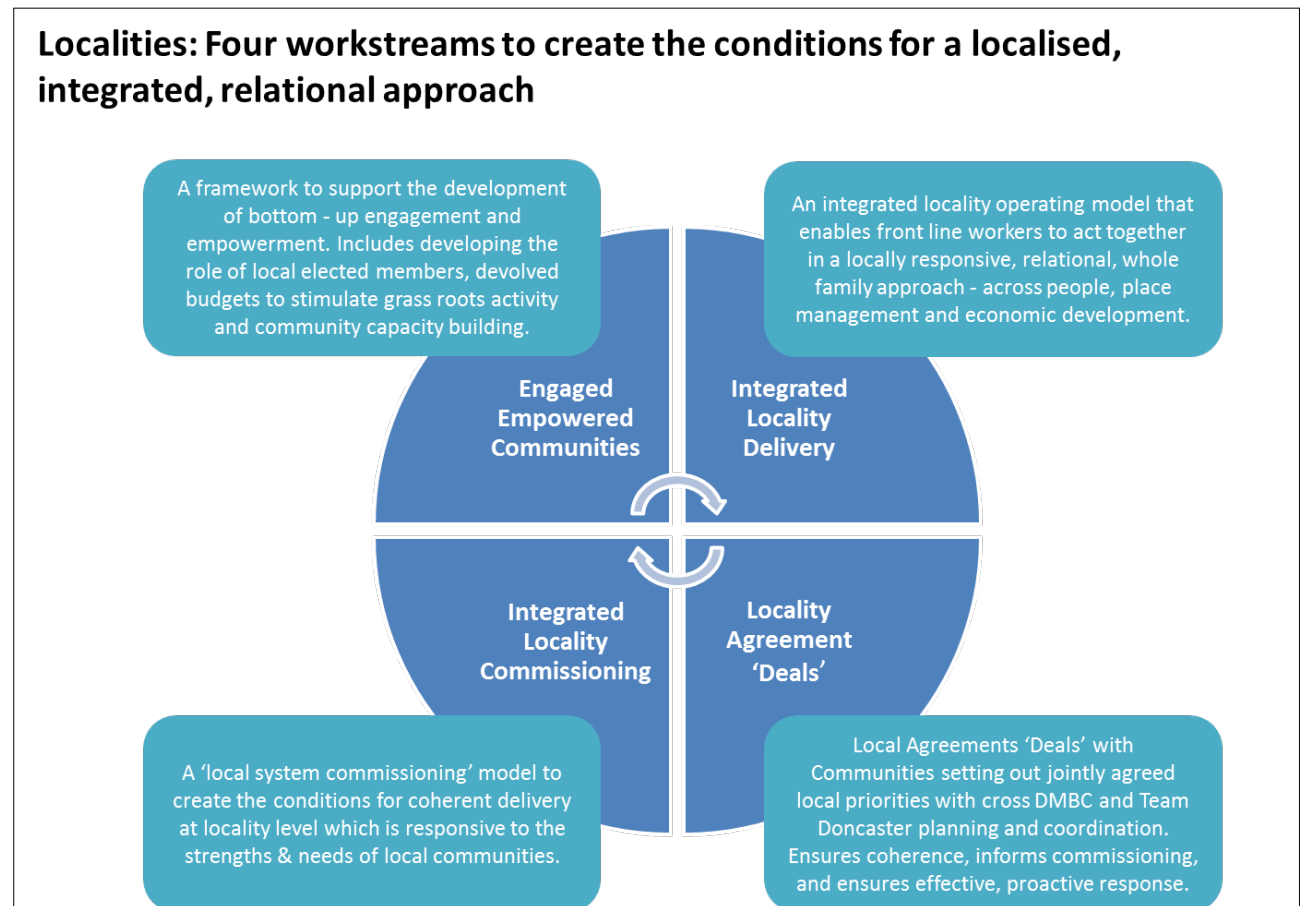 Localities: Four workstreams to create the conditions for a localised,
integrated, relational approach
A framework to support the development
of bottom - up engagement and
empowerment. Includes developing the
role of local elected members, devolved
budgets to stimulate grass roots activity
and community capacity building.
An integrated locality operating model that
enables front line workers to act together
in a locally responsive, relational, whole
family approach - across people, place
management and economic development.
Engaged
Empowered
Communities
Integrated
Locality
Delivery
Integrated
Locality
Commissioning
Locality
Agreement
‘Deals’
A ‘local system commissioning’ model to
create the conditions for coherent delivery
at locality level which is responsive to the
strengths & needs of local communities.
Local Agreements ‘Deals’ with
Communities setting out jointly agreed
local priorities with cross DMBC and Team
Doncaster planning and coordination.
Ensures coherence, informs commissioning,
and ensures effective, proactive response.